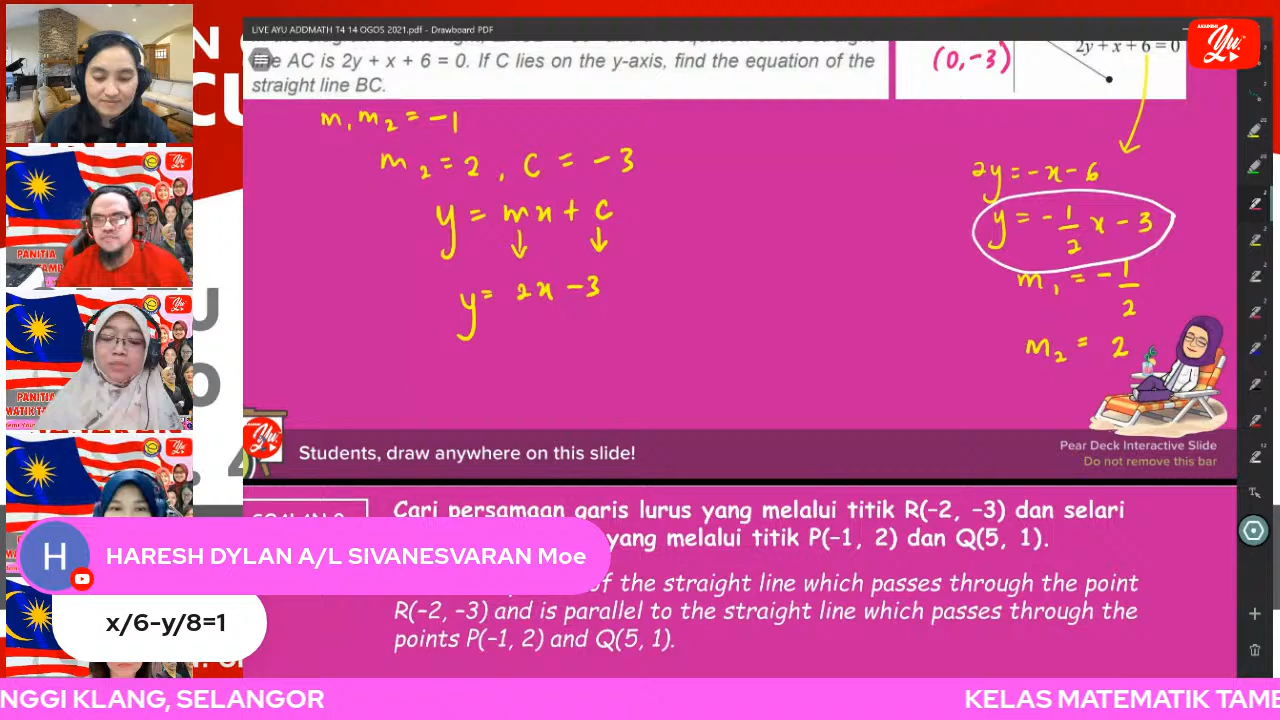 LIVE AYU ADDMATH T4 14 OGOS 2021.pdf - Drawboard PDF
line AC is 2y + x + 6 = 0. If C lies on the y-axis, find the equation of the
straight line BC.
(0,-3)
2y + x + 6 = 0
m₁ m₂ = -1
m₂ = 2, C = -3
y = mx + c
y = 2x - 3
2y = -x - 6
y = -1/2 x - 3
m₁ = -1/2
m₂ = 2
Students, draw anywhere on this slide!
Pear Deck Interactive Slide
Do not remove this bar
Cari persamaan garis lurus yang melalui titik R(−2, −3) dan selari
yang melalui titik P(−1, 2) dan Q(5, 1).
of the straight line which passes through the point
R(−2, −3) and is parallel to the straight line which passes through the
points P(−1, 2) and Q(5, 1).
H
HARESH DYLAN A/L SIVANESVARAN Moe
x/6-y/8=1
PANITIA
PANITIA
NGGI KLANG, SELANGOR
KELAS MATEMATIK TAMB